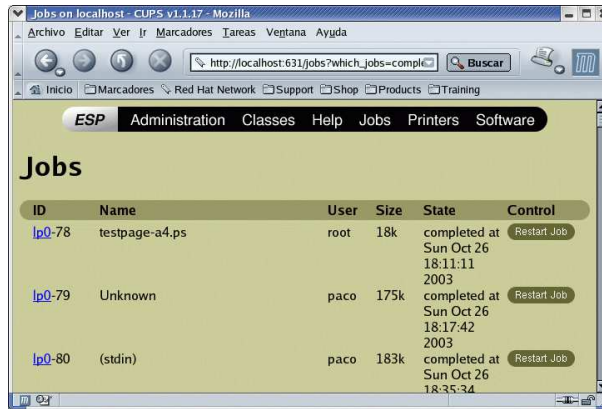 Jobs on localhost - CUPS v1.1.17 - Mozilla
Archivo Editar Ver Ir Marcadores Tareas Ventana Ayuda
http://localhost:631/jobs?which_jobs=comple
Buscar
Inicio Marcadores Red Hat Network Support Shop Products Training
ESP Administration Classes Help Jobs Printers Software
Jobs
ID Name User Size State Control
lp0-78 testpage-a4.ps root 18k completed at Restart Job
Sun Oct 26
18:11:11
2003
lp0-79 Unknown paco 175k completed at Restart Job
Sun Oct 26
18:17:42
2003
lp0-80 (stdin) paco 183k completed at Restart Job
Sun Oct 26
18:35:34